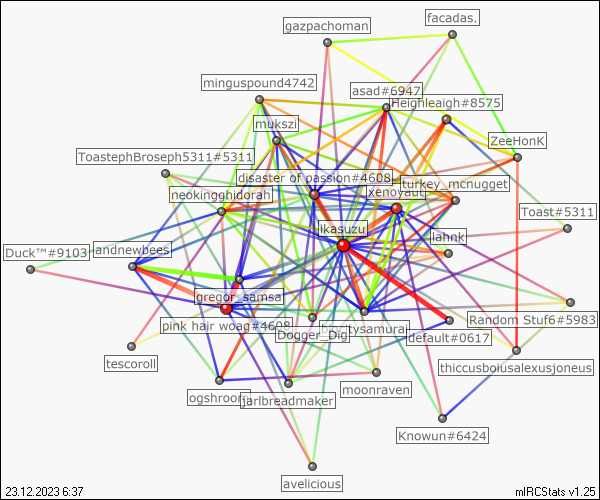 facadas.
gazpachoman
minguspound4742
asad#6947
Heighleaigh#8575
mukszi
ZeeHonK
ToastephBroseph5311#5311
disaster of passion#4608
turkey_mcnugget
neokingghidorah
xenoyaut
Toast#5311
ikasuzu
lahnk
Duck™#9103
andnewbees
gregor_samsa
Random Stuf6#5983
pink hair woag#4608
Dogger_Dig
default#0617
tescoroll
thiccusboiusalexusjoneus
moonraven
ogshroom
jarlbreadmaker
Knowun#6424
avelicious
23.12.2023 6:37
mIRCStats v1.25